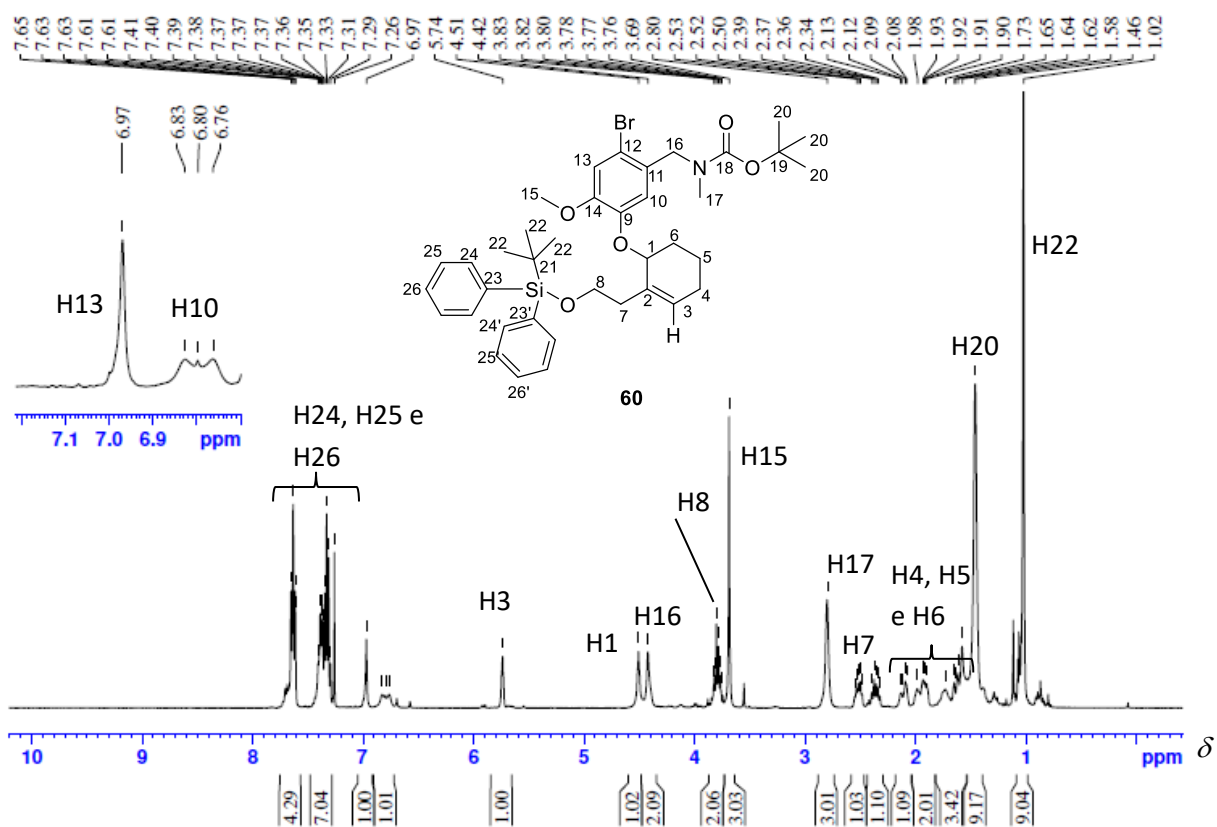 7.65 7.63 7.63 7.61 7.61 7.41 7.40 7.39 7.38 7.37 7.37 7.37 7.36 7.35 7.33 7.31 7.29 7.26 6.97 5.74 4.51 4.42 3.83 3.82 3.80 3.78 3.77 3.76 3.69 2.80 2.53 2.52 2.50 2.39 2.37 2.36 2.34 2.13 2.12 2.09 2.08 1.98 1.93 1.92 1.91 1.90 1.73 1.65 1.64 1.62 1.58 1.46 1.02
6.97 6.83 6.80 6.76
Br 12 16 O 20 20
13 11 N 18 O 19 20
15 O 14 10 17
9
22 22 O 1 6 5
25 24 22 21 8
26 23 Si O 2 4
24' 23' 7 3
25 H
26'
60
H13 H10
7.1 7.0 6.9 ppm
H22
H20
H24, H25 e
H26
H15
H8
H17
H4, H5
e H6
H3
H1 H16
H7
10 9 8 7 6 5 4 3 2 1 ppm δ
4.29 7.04 1.00 1.01 1.00 1.02 2.09 2.06 3.03 3.01 1.03 1.10 1.09 2.01 3.42 9.17 9.04